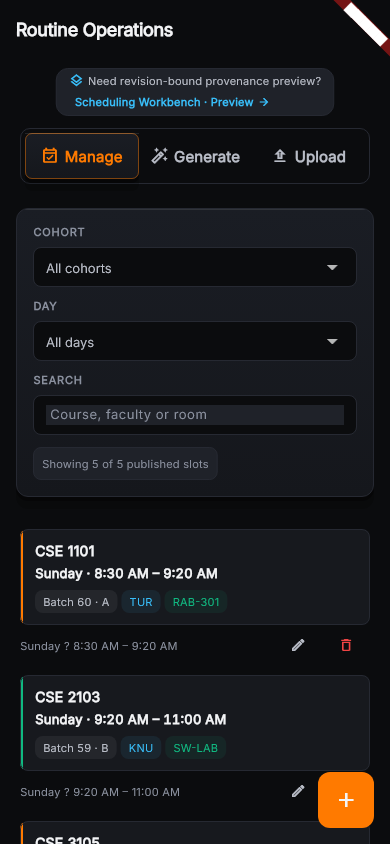 Routine Operations
Need revision-bound provenance preview?
Scheduling Workbench · Preview →
Manage
Generate
Upload
COHORT
All cohorts
DAY
All days
SEARCH
Course, faculty or room
Showing 5 of 5 published slots
CSE 1101
Sunday · 8:30 AM – 9:20 AM
Batch 60 · A
TUR
RAB-301
Sunday ? 8:30 AM – 9:20 AM
CSE 2103
Sunday · 9:20 AM – 11:00 AM
Batch 59 · B
KNU
SW-LAB
Sunday ? 9:20 AM – 11:00 AM
+
CSE 3105